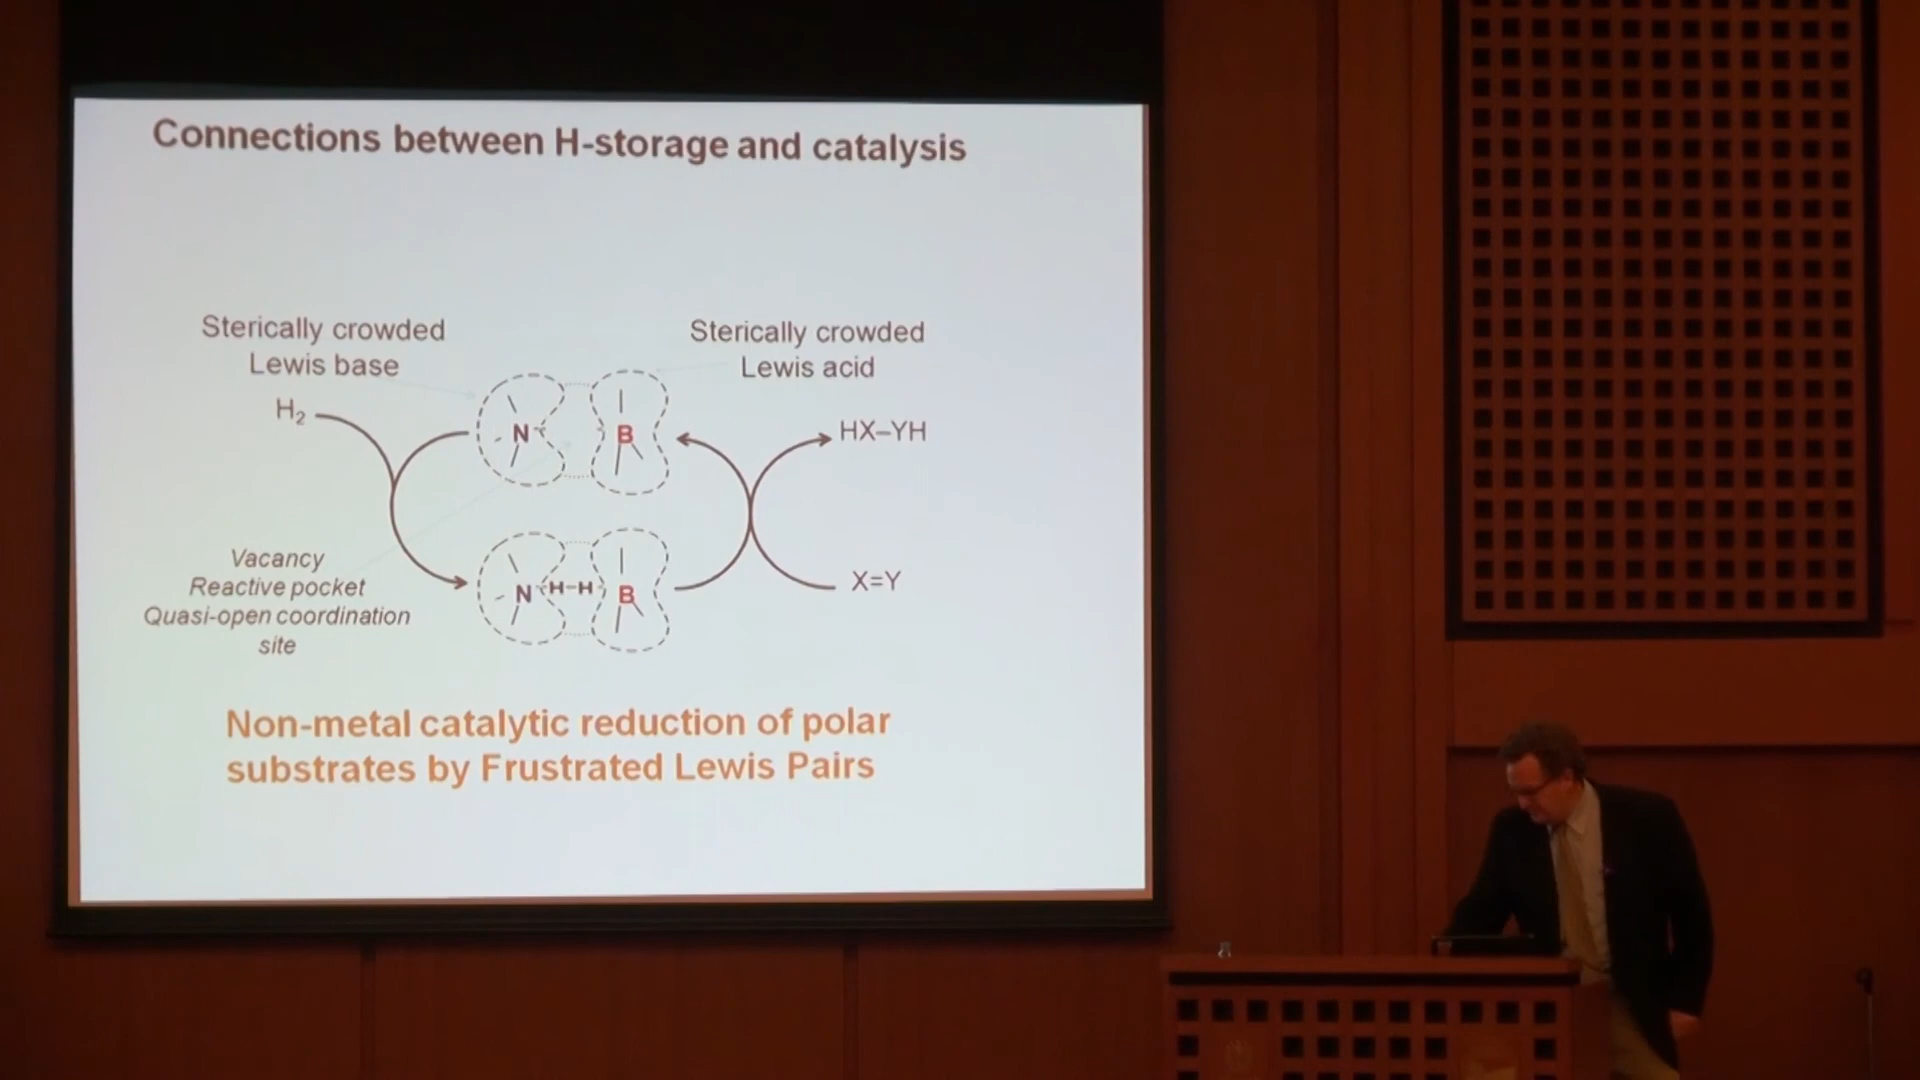 Connections between H-storage and catalysis
Sterically crowded
Lewis base
Sterically crowded
Lewis acid
H₂
N
B
HX–YH
Vacancy
Reactive pocket
Quasi-open coordination
site
N H–H B
X=Y
Non-metal catalytic reduction of polar
substrates by Frustrated Lewis Pairs